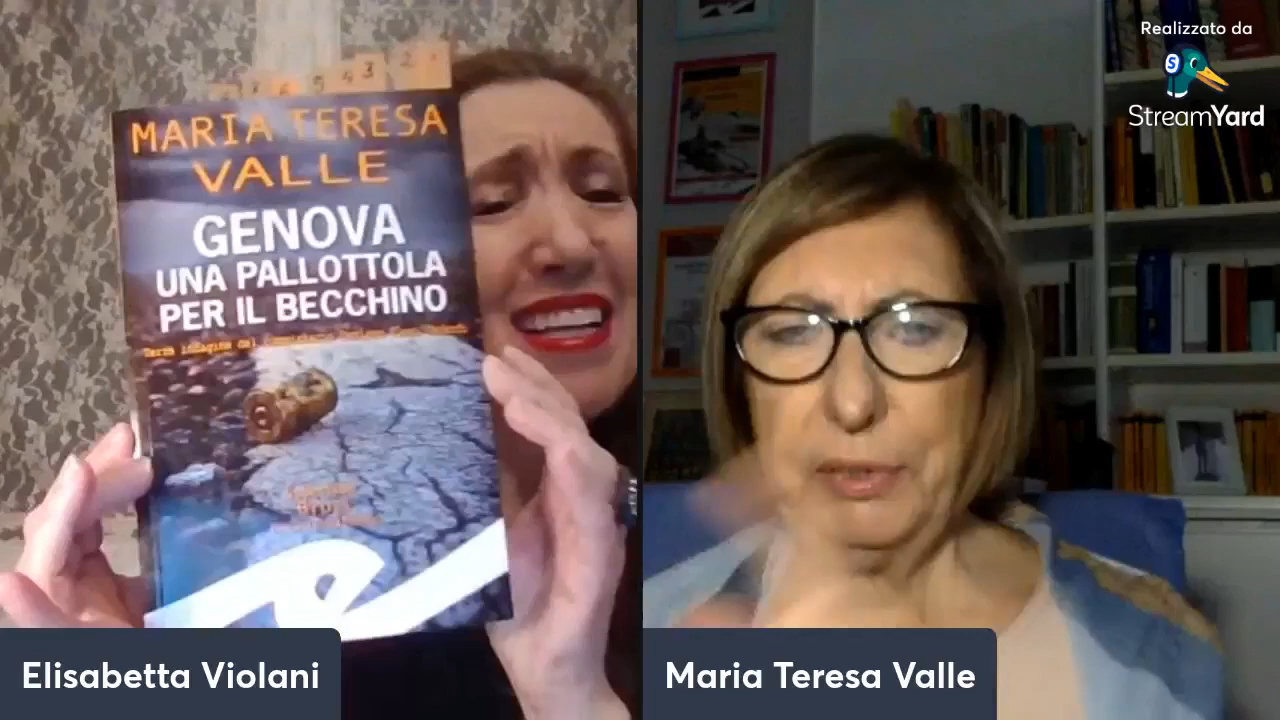 MARIA TERESA
VALLE
GENOVA
UNA PALLOTTOLA
PER IL BECCHINO
Realizzato da
StreamYard
Elisabetta Violani
Maria Teresa Valle